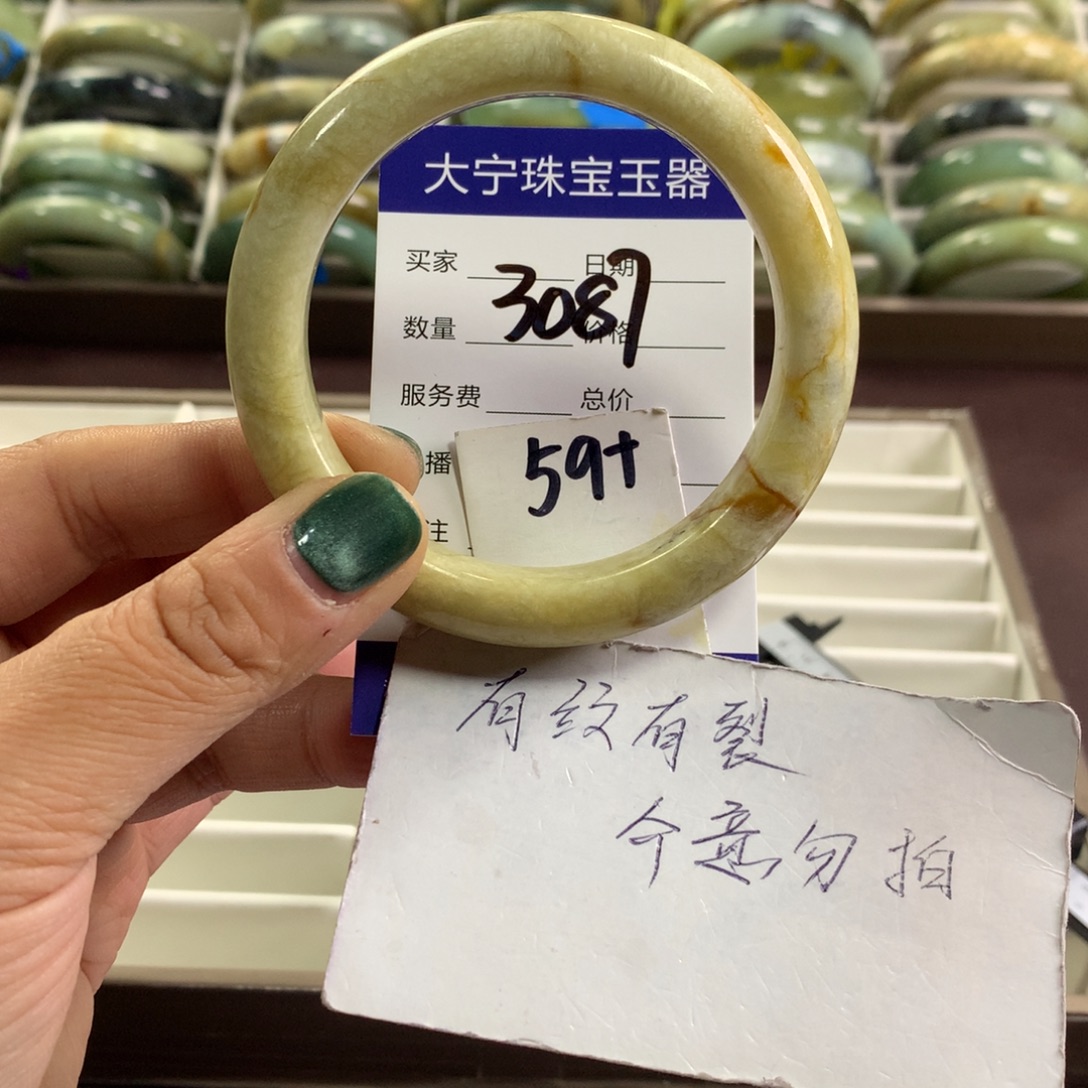 大宁珠宝玉器
买家 日期
3087
数量 价格
服务费 总价
播
59+
注
有纹有裂
介意勿拍